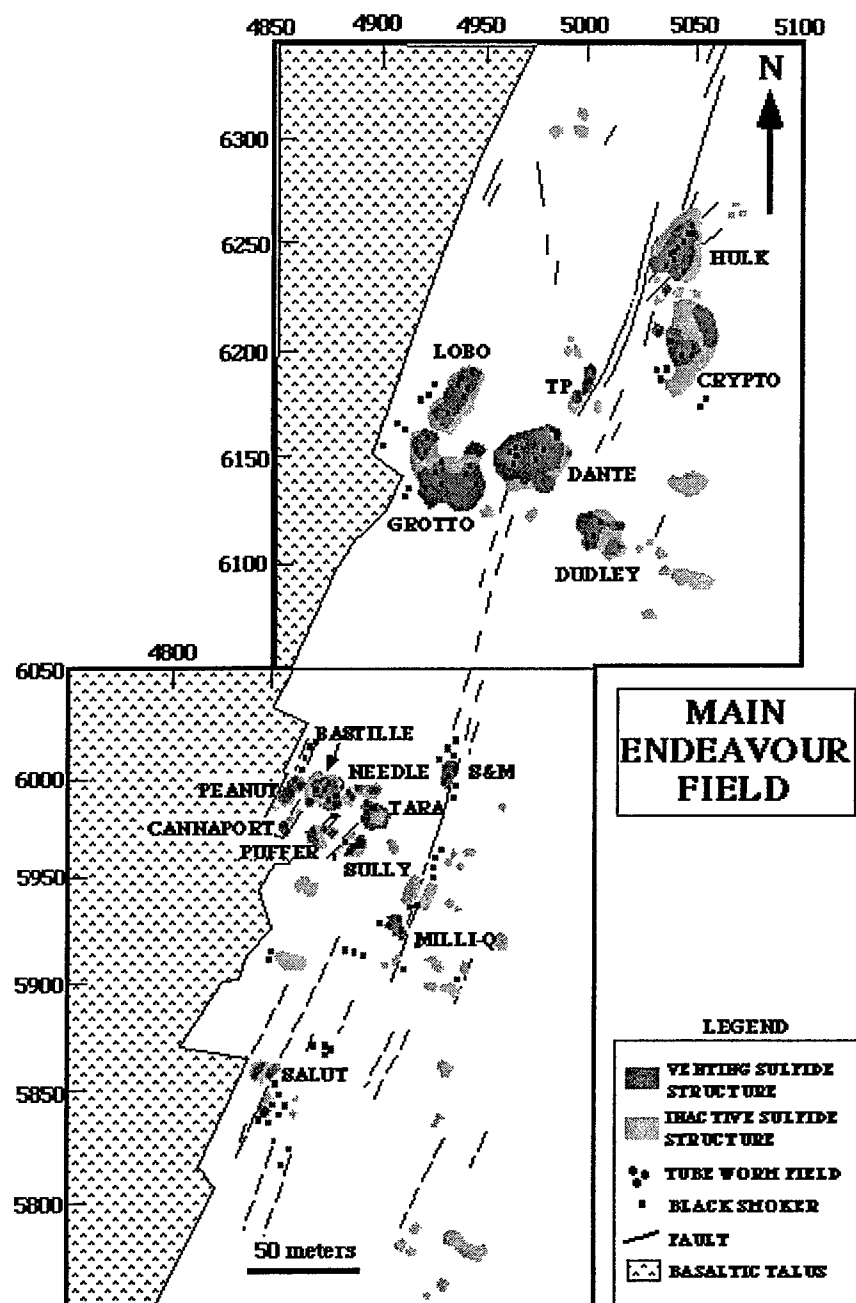 4850 4900 4950 5000 5050 5100
N
6300
6250
HULK
6200
LOBO
TP
CRYPTO
6150
DANTE
GROTTO
6100
DUDLEY
6050
4800
BASTILLE
6000
PEANUT
NEEDLE
S&M
CANNAPORT
TARA
PUFFER
SULLY
5950
MILLI-Q
5900
SALUT
5850
5800
50 meters
MAIN
ENDEAVOUR
FIELD
LEGEND
VENTING SULFIDE
STRUCTURE
INACTIVE SULFIDE
STRUCTURE
TUBE WORM FIELD
BLACK SMOKER
FAULT
BASALTIC TALUS